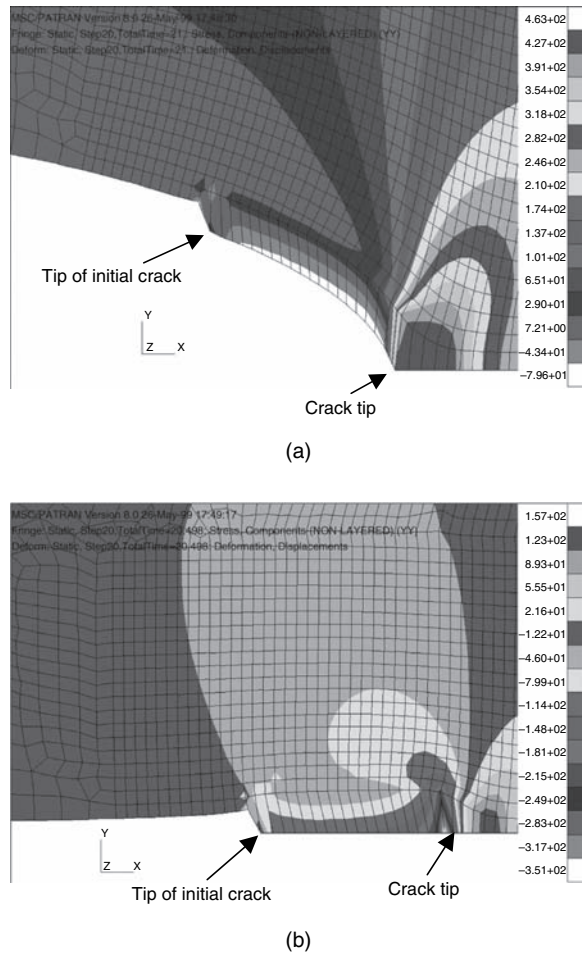 MSC/PATRAN Version 8.0 26-May-99 17:48:30
Fringe: Static, Step20,TotalTime=21.; Stress, Components-(NON-LAYERED) (YY)
Deform: Static, Step20,TotalTime=21.; Deformation, Displacements
4.63+02
4.27+02
3.91+02
3.54+02
3.18+02
2.82+02
2.46+02
2.10+02
1.74+02
1.37+02
1.01+02
6.51+01
2.90+01
7.21+00
−4.34+01
−7.96+01
Tip of initial crack
Y
Z X
Crack tip
(a)
MSC/PATRAN Version 8.0 26-May-99 17:49:17
Fringe: Static, Step20,TotalTime=20.498; Stress, Components-(NON-LAYERED) (YY)
Deform: Static, Step20,TotalTime=20.498; Deformation, Displacements
1.57+02
1.23+02
8.93+01
5.55+01
2.16+01
−1.22+01
−4.60+01
−7.99+01
−1.14+02
−1.48+02
−1.81+02
−2.15+02
−2.49+02
−2.83+02
−3.17+02
−3.51+02
Y
Z X
Tip of initial crack
Crack tip
(b)